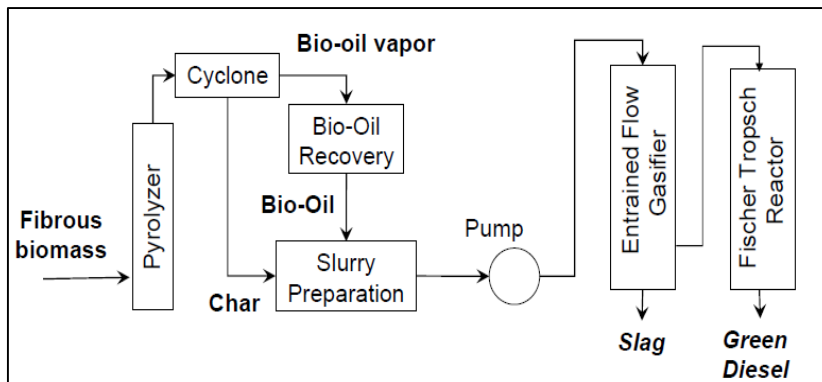 Bio-oil vapor
Cyclone
Bio-Oil
Recovery
Fibrous
biomass
Pyrolyzer
Bio-Oil
Char
Slurry
Preparation
Pump
Entrained Flow
Gasifier
Fischer Tropsch
Reactor
Slag
Green
Diesel